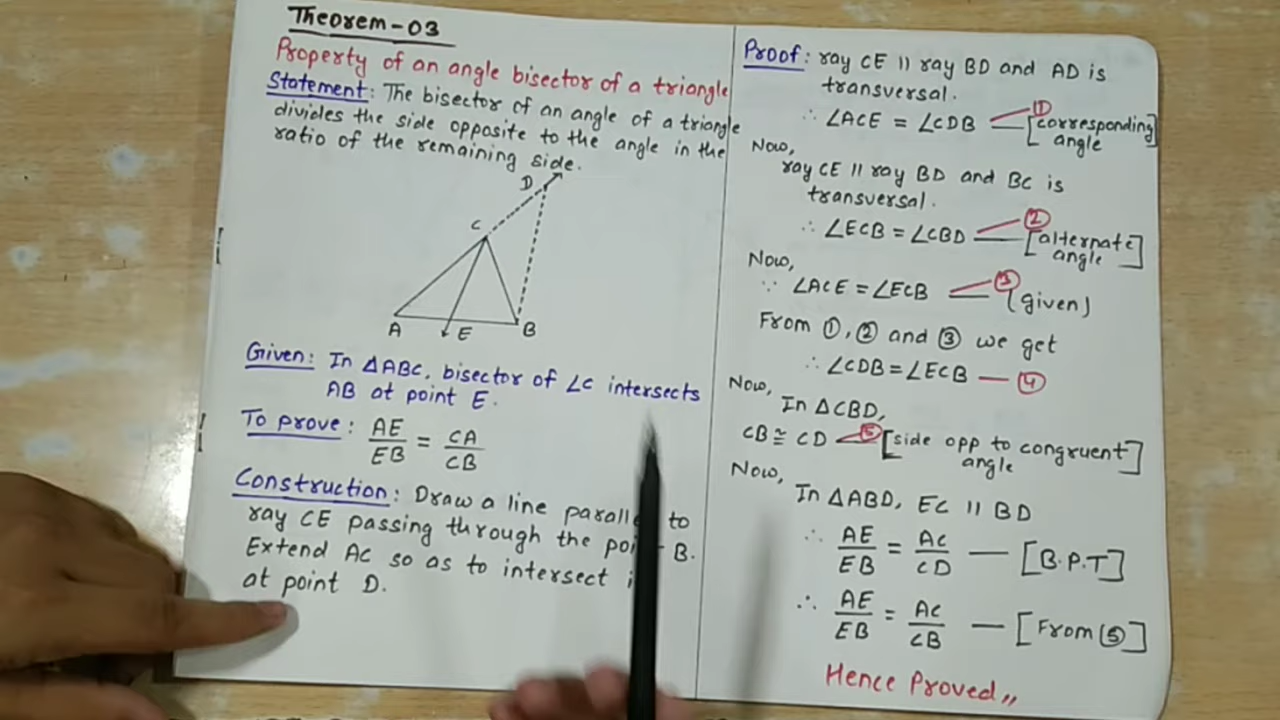 Theorem-03
Property of an angle bisector of a triangle
Statement: The bisector of an angle of a triangle
divides the side opposite to the angle in the
ratio of the remaining side.
D
C
A E B
Given: In ΔABC, bisector of ∠C intersects
AB at point E.
To prove: AE/EB = CA/CB
Construction: Draw a line parallel to
ray CE passing through the point B.
Extend AC so as to intersect
at point D.
Proof: ray CE || ray BD and AD is
transversal.
∴ ∠ACE = ∠CDB — ① [corresponding
angle]
Now,
ray CE || ray BD and BC is
transversal.
∴ ∠ECB = ∠CBD — ② [alternate
angle]
Now,
∵ ∠ACE = ∠ECB — ③ (given)
From ①, ② and ③ we get
∴ ∠CDB = ∠ECB — ④
Now,
In ΔCBD,
CB ≅ CD — ⑤ [side opp to congruent
angle]
Now,
In ΔABD, EC || BD
∴ AE/EB = AC/CD — [B.P.T]
∴ AE/EB = AC/CB — [From ⑤]
Hence Proved,,